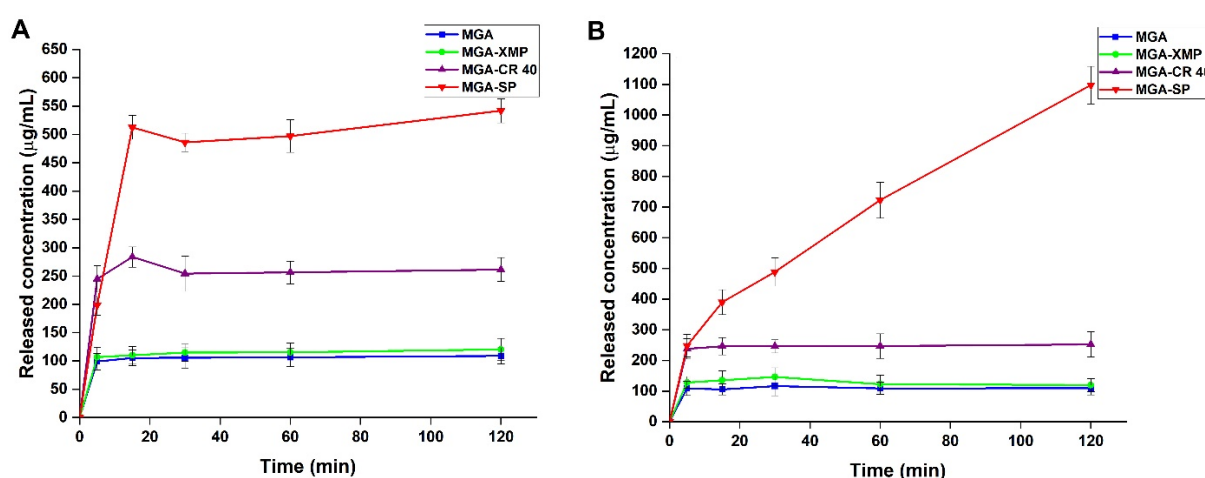 A
MGA
MGA-XMP
MGA-CR 40
MGA-SP
650
600
550
500
450
400
350
300
250
200
150
100
50
0
Released concentration (µg/mL)
0 20 40 60 80 100 120
Time (min)
B
MGA
MGA-XMP
MGA-CR 40
MGA-SP
1200
1100
1000
900
800
700
600
500
400
300
200
100
0
Released concentration (µg/mL)
0 20 40 60 80 100 120
Time (min)